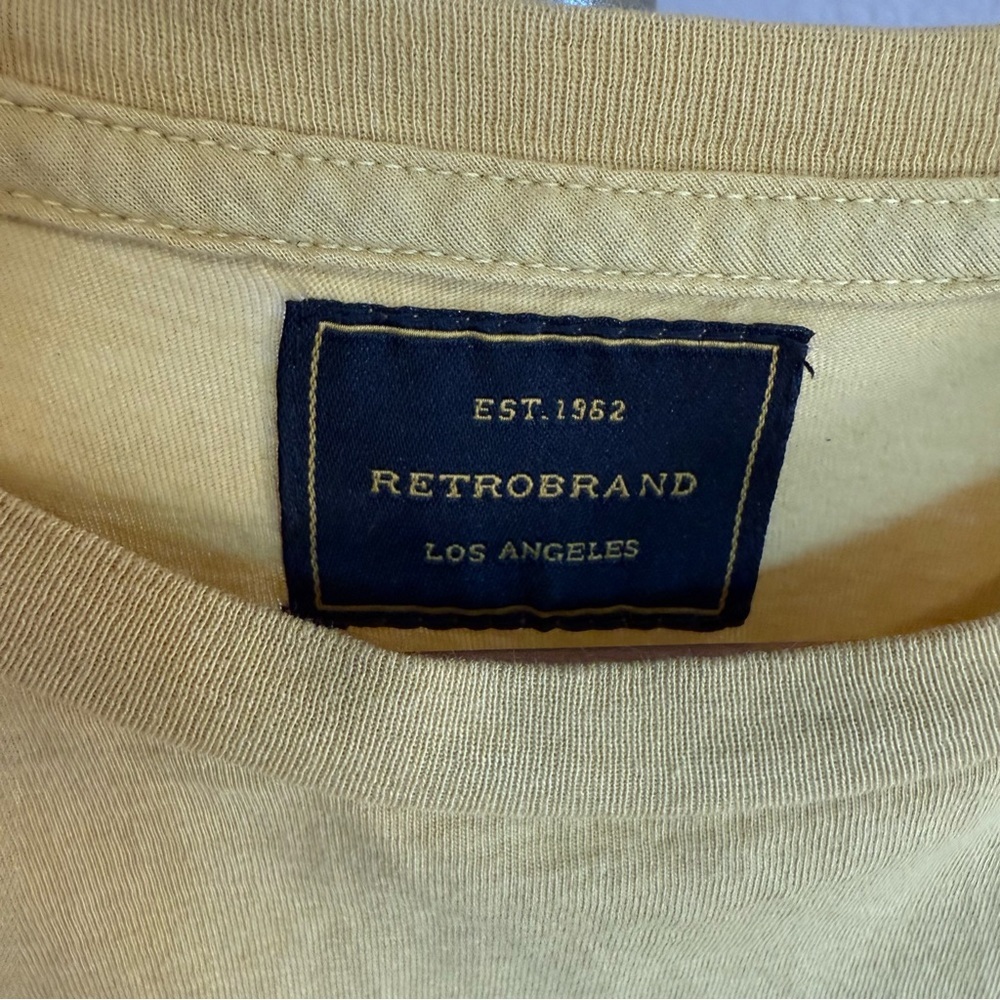 EST. 1962
RETROBRAND
LOS ANGELES